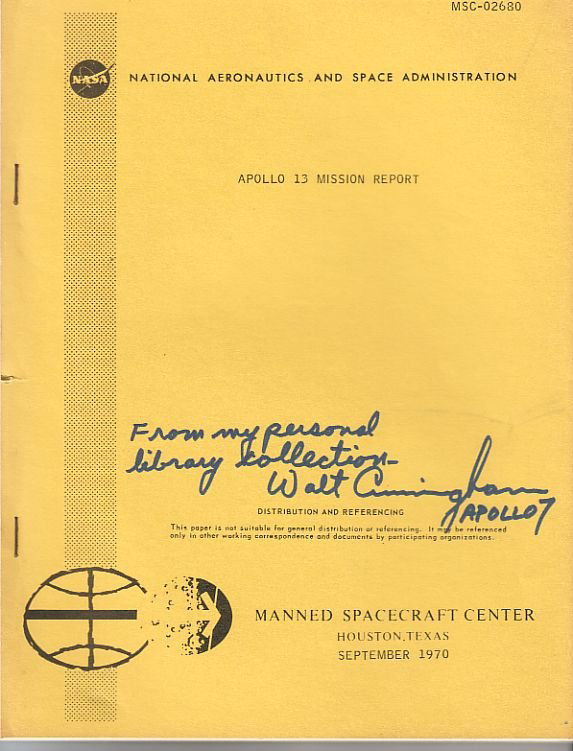 MSC-02680
NASA
NATIONAL AERONAUTICS AND SPACE ADMINISTRATION
APOLLO 13 MISSION REPORT
From my personal
library collection-
Walt Cunningham
APOLLO 7
DISTRIBUTION AND REFERENCING
This paper is not suitable for general distribution or referencing. It may be referenced
only in other working correspondence and documents by participating organizations.
MANNED SPACECRAFT CENTER
HOUSTON, TEXAS
SEPTEMBER 1970